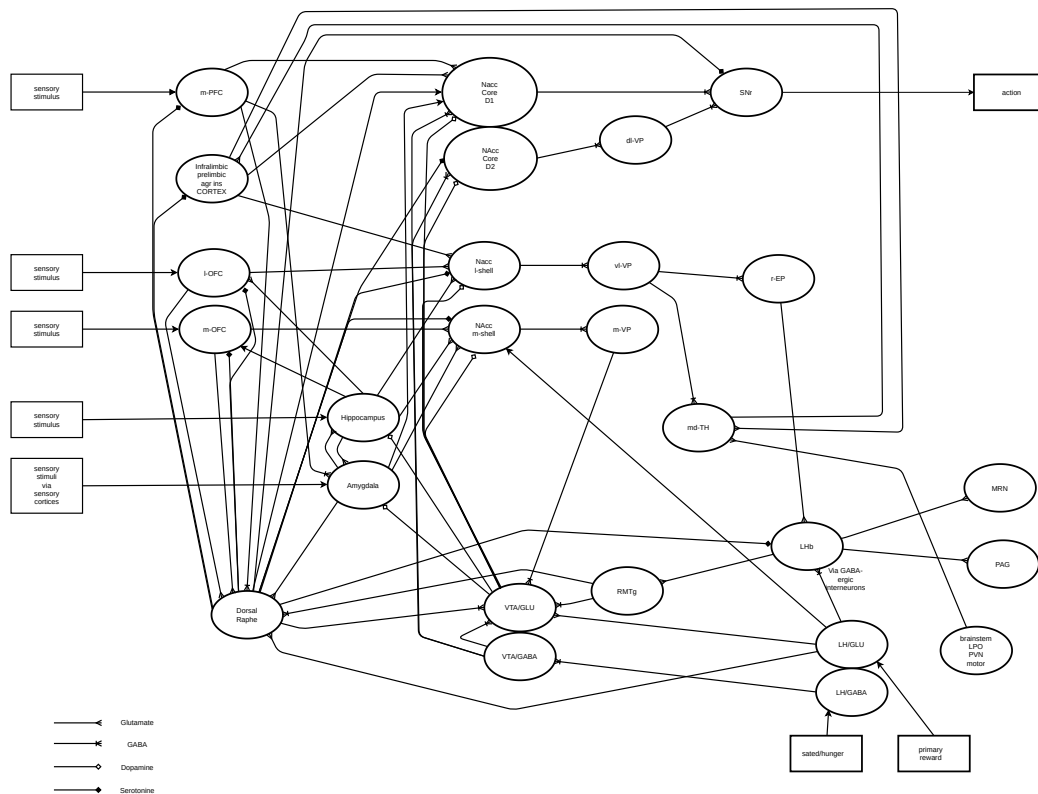 sensory
stimulus
m-PFC
Nacc
Core
D1
SNr
action
NAcc
Core
D2
dl-VP
Infralimbic
prelimbic
agr ins
CORTEX
sensory
stimulus
l-OFC
Nacc
l-shell
vl-VP
r-EP
sensory
stimulus
m-OFC
NAcc
m-shell
m-VP
sensory
stimulus
Hippocampus
md-TH
sensory
stimuli
via
sensory
cortices
Amygdala
MRN
LHb
PAG
Via GABA-
ergic
interneurons
RMTg
Dorsal
Raphe
VTA/GLU
VTA/GABA
LH/GLU
LH/GABA
brainstem
LPO
PVN
motor
Glutamate
GABA
Dopamine
Serotonine
sated/hunger
primary
reward